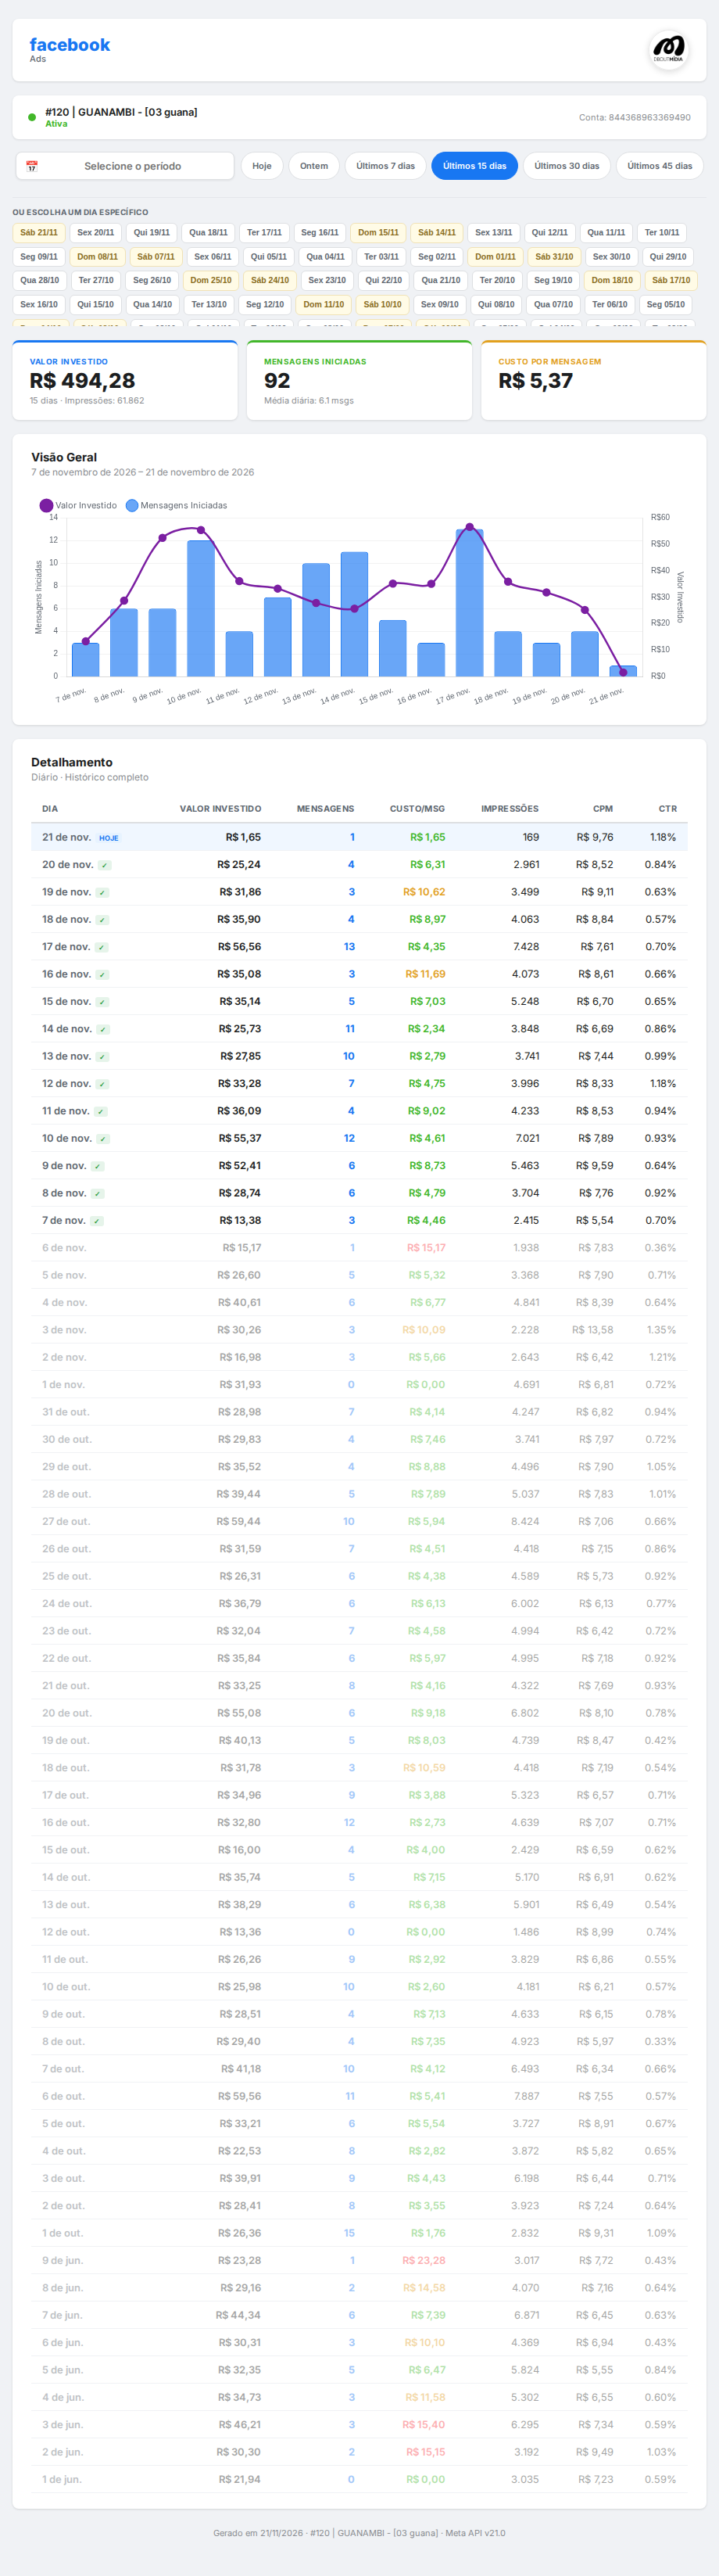 facebook
Ads
DBOUTMÍDIA
#120 | GUANAMBI - [03 guana]
Ativa
Conta: 844368963369490
Selecione o período
Hoje
Ontem
Últimos 7 dias
Últimos 15 dias
Últimos 30 dias
Últimos 45 dias
OU ESCOLHA UM DIA ESPECÍFICO
Sáb 21/11 Sex 20/11 Qui 19/11 Qua 18/11 Ter 17/11 Seg 16/11 Dom 15/11 Sáb 14/11 Sex 13/11 Qui 12/11 Qua 11/11 Ter 10/11
Seg 09/11 Dom 08/11 Sáb 07/11 Sex 06/11 Qui 05/11 Qua 04/11 Ter 03/11 Seg 02/11 Dom 01/11 Sáb 31/10 Sex 30/10 Qui 29/10
Qua 28/10 Ter 27/10 Seg 26/10 Dom 25/10 Sáb 24/10 Sex 23/10 Qui 22/10 Qua 21/10 Ter 20/10 Seg 19/10 Dom 18/10 Sáb 17/10
Sex 16/10 Qui 15/10 Qua 14/10 Ter 13/10 Seg 12/10 Dom 11/10 Sáb 10/10 Sex 09/10 Qui 08/10 Qua 07/10 Ter 06/10 Seg 05/10
VALOR INVESTIDO
R$ 494,28
15 dias · Impressões: 61.862
MENSAGENS INICIADAS
92
Média diária: 6.1 msgs
CUSTO POR MENSAGEM
R$ 5,37
Visão Geral
7 de novembro de 2026 – 21 de novembro de 2026
Valor Investido Mensagens Iniciadas
Mensagens Iniciadas
14
12
10
8
6
4
2
0
R$60
R$50
R$40
R$30
R$20
R$10
R$0
Valor Investido
7 de nov. 8 de nov. 9 de nov. 10 de nov. 11 de nov. 12 de nov. 13 de nov. 14 de nov. 15 de nov. 16 de nov. 17 de nov. 18 de nov. 19 de nov. 20 de nov. 21 de nov.
Detalhamento
Diário · Histórico completo
DIA VALOR INVESTIDO MENSAGENS CUSTO/MSG IMPRESSÕES CPM CTR
21 de nov. HOJE R$ 1,65 1 R$ 1,65 169 R$ 9,76 1.18%
20 de nov. ✓ R$ 25,24 4 R$ 6,31 2.961 R$ 8,52 0.84%
19 de nov. ✓ R$ 31,86 3 R$ 10,62 3.499 R$ 9,11 0.63%
18 de nov. ✓ R$ 35,90 4 R$ 8,97 4.063 R$ 8,84 0.57%
17 de nov. ✓ R$ 56,56 13 R$ 4,35 7.428 R$ 7,61 0.70%
16 de nov. ✓ R$ 35,08 3 R$ 11,69 4.073 R$ 8,61 0.66%
15 de nov. ✓ R$ 35,14 5 R$ 7,03 5.248 R$ 6,70 0.65%
14 de nov. ✓ R$ 25,73 11 R$ 2,34 3.848 R$ 6,69 0.86%
13 de nov. ✓ R$ 27,85 10 R$ 2,79 3.741 R$ 7,44 0.99%
12 de nov. ✓ R$ 33,28 7 R$ 4,75 3.996 R$ 8,33 1.18%
11 de nov. ✓ R$ 36,09 4 R$ 9,02 4.233 R$ 8,53 0.94%
10 de nov. ✓ R$ 55,37 12 R$ 4,61 7.021 R$ 7,89 0.93%
9 de nov. ✓ R$ 52,41 6 R$ 8,73 5.463 R$ 9,59 0.64%
8 de nov. ✓ R$ 28,74 6 R$ 4,79 3.704 R$ 7,76 0.92%
7 de nov. ✓ R$ 13,38 3 R$ 4,46 2.415 R$ 5,54 0.70%
6 de nov. R$ 15,17 1 R$ 15,17 1.938 R$ 7,83 0.36%
5 de nov. R$ 26,60 5 R$ 5,32 3.368 R$ 7,90 0.71%
4 de nov. R$ 40,61 6 R$ 6,77 4.841 R$ 8,39 0.64%
3 de nov. R$ 30,26 3 R$ 10,09 2.228 R$ 13,58 1.35%
2 de nov. R$ 16,98 3 R$ 5,66 2.643 R$ 6,42 1.21%
1 de nov. R$ 31,93 0 R$ 0,00 4.691 R$ 6,81 0.72%
31 de out. R$ 28,98 7 R$ 4,14 4.247 R$ 6,82 0.94%
30 de out. R$ 29,83 4 R$ 7,46 3.741 R$ 7,97 0.72%
29 de out. R$ 35,52 4 R$ 8,88 4.496 R$ 7,90 1.05%
28 de out. R$ 39,44 5 R$ 7,89 5.037 R$ 7,83 1.01%
27 de out. R$ 59,44 10 R$ 5,94 8.424 R$ 7,06 0.66%
26 de out. R$ 31,59 7 R$ 4,51 4.418 R$ 7,15 0.86%
25 de out. R$ 26,31 6 R$ 4,38 4.589 R$ 5,73 0.92%
24 de out. R$ 36,79 6 R$ 6,13 6.002 R$ 6,13 0.77%
23 de out. R$ 32,04 7 R$ 4,58 4.994 R$ 6,42 0.72%
22 de out. R$ 35,84 6 R$ 5,97 4.995 R$ 7,18 0.92%
21 de out. R$ 33,25 8 R$ 4,16 4.322 R$ 7,69 0.93%
20 de out. R$ 55,08 6 R$ 9,18 6.802 R$ 8,10 0.78%
19 de out. R$ 40,13 5 R$ 8,03 4.739 R$ 8,47 0.42%
18 de out. R$ 31,78 3 R$ 10,59 4.418 R$ 7,19 0.54%
17 de out. R$ 34,96 9 R$ 3,88 5.323 R$ 6,57 0.71%
16 de out. R$ 32,80 12 R$ 2,73 4.639 R$ 7,07 0.71%
15 de out. R$ 16,00 4 R$ 4,00 2.429 R$ 6,59 0.62%
14 de out. R$ 35,74 5 R$ 7,15 5.170 R$ 6,91 0.62%
13 de out. R$ 38,29 6 R$ 6,38 5.901 R$ 6,49 0.54%
12 de out. R$ 13,36 0 R$ 0,00 1.486 R$ 8,99 0.74%
11 de out. R$ 26,26 9 R$ 2,92 3.829 R$ 6,86 0.55%
10 de out. R$ 25,98 10 R$ 2,60 4.181 R$ 6,21 0.57%
9 de out. R$ 28,51 4 R$ 7,13 4.633 R$ 6,15 0.78%
8 de out. R$ 29,40 4 R$ 7,35 4.923 R$ 5,97 0.33%
7 de out. R$ 41,18 10 R$ 4,12 6.493 R$ 6,34 0.66%
6 de out. R$ 59,56 11 R$ 5,41 7.887 R$ 7,55 0.57%
5 de out. R$ 33,21 6 R$ 5,54 3.727 R$ 8,91 0.67%
4 de out. R$ 22,53 8 R$ 2,82 3.872 R$ 5,82 0.65%
3 de out. R$ 39,91 9 R$ 4,43 6.198 R$ 6,44 0.71%
2 de out. R$ 28,41 8 R$ 3,55 3.923 R$ 7,24 0.64%
1 de out. R$ 26,36 15 R$ 1,76 2.832 R$ 9,31 1.09%
9 de jun. R$ 23,28 1 R$ 23,28 3.017 R$ 7,72 0.43%
8 de jun. R$ 29,16 2 R$ 14,58 4.070 R$ 7,16 0.64%
7 de jun. R$ 44,34 6 R$ 7,39 6.871 R$ 6,45 0.63%
6 de jun. R$ 30,31 3 R$ 10,10 4.369 R$ 6,94 0.43%
5 de jun. R$ 32,35 5 R$ 6,47 5.824 R$ 5,55 0.84%
4 de jun. R$ 34,73 3 R$ 11,58 5.302 R$ 6,55 0.60%
3 de jun. R$ 46,21 3 R$ 15,40 6.295 R$ 7,34 0.59%
2 de jun. R$ 30,30 2 R$ 15,15 3.192 R$ 9,49 1.03%
1 de jun. R$ 21,94 0 R$ 0,00 3.035 R$ 7,23 0.59%
Gerado em 21/11/2026 · #120 | GUANAMBI - [03 guana] · Meta API v21.0